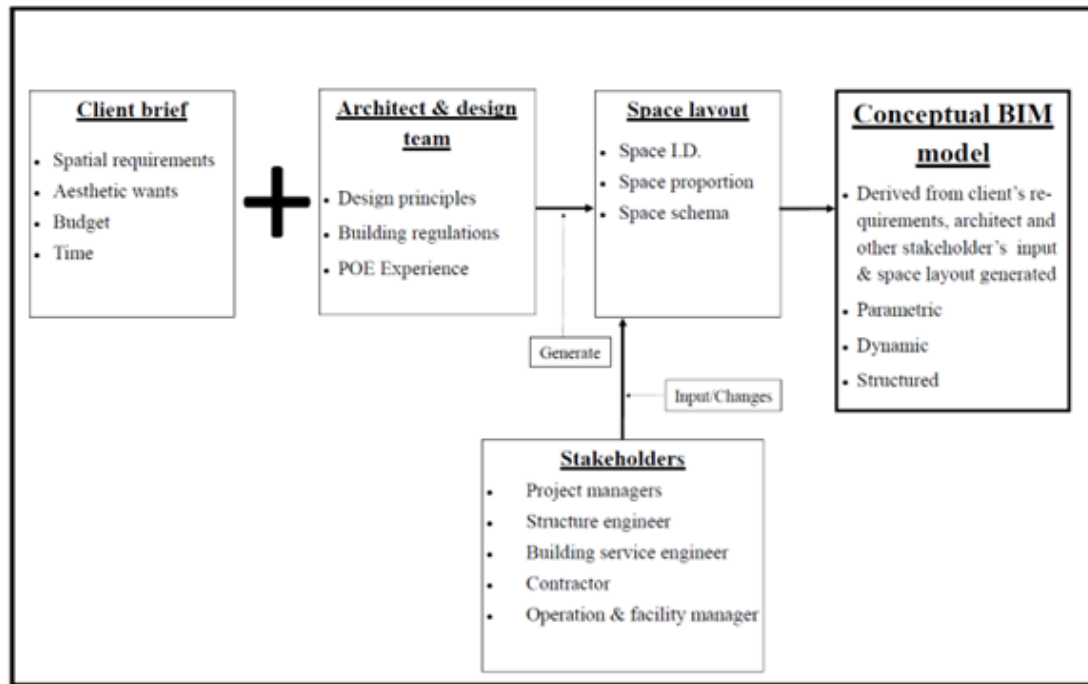 Client brief
• Spatial requirements
• Aesthetic wants
• Budget
• Time
Architect & design
team
• Design principles
• Building regulations
• POE Experience
Space layout
• Space I.D.
• Space proportion
• Space schema
Conceptual BIM
model
• Derived from client’s re-
quirements, architect and
other stakeholder’s input
& space layout generated
• Parametric
• Dynamic
• Structured
Generate
Input/Changes
Stakeholders
• Project managers
• Structure engineer
• Building service engineer
• Contractor
• Operation & facility manager